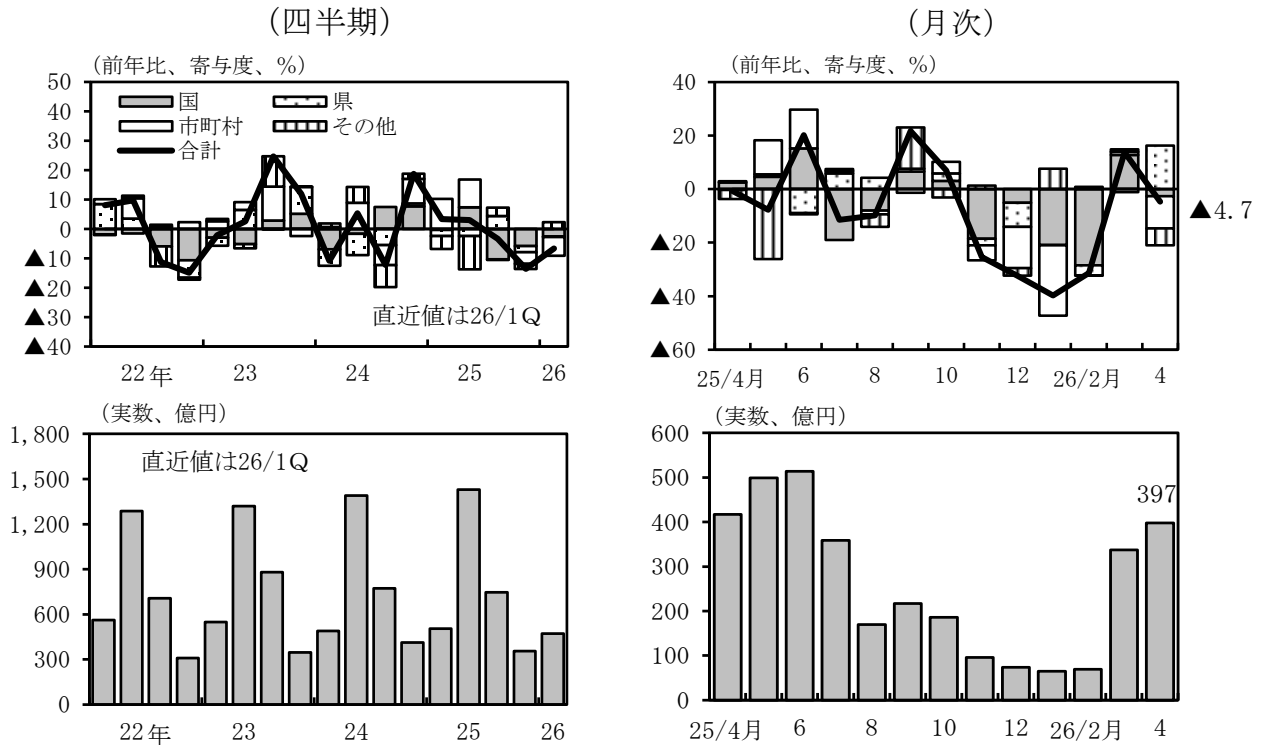 (四半期)
(月次)
(前年比、寄与度、%)
50
40
30
20
10
0
▲10
▲20
▲30
▲40
国
県
市町村
その他
合計
直近値は26/1Q
22年 23 24 25 26
(前年比、寄与度、%)
40
20
0
▲20
▲40
▲60
▲4.7
25/4月 6 8 10 12 26/2月 4
(実数、億円)
1,800
1,500
1,200
900
600
300
0
直近値は26/1Q
22年 23 24 25 26
(実数、億円)
600
500
400
300
200
100
0
397
25/4月 6 8 10 12 26/2月 4